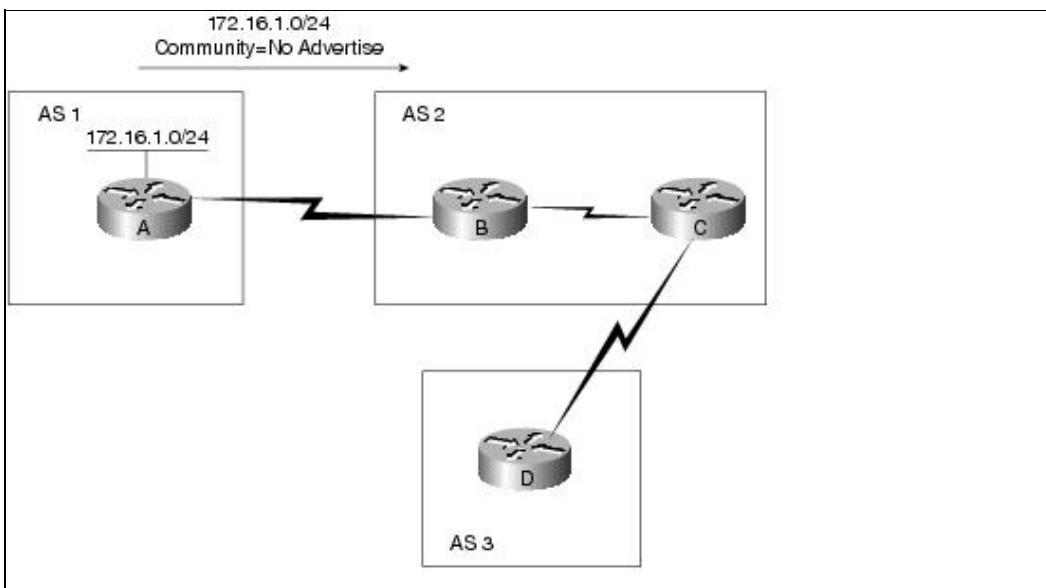 172.16.1.0/24
Community=No Advertise
AS 1
172.16.1.0/24
A
AS 2
B
C
D
AS 3